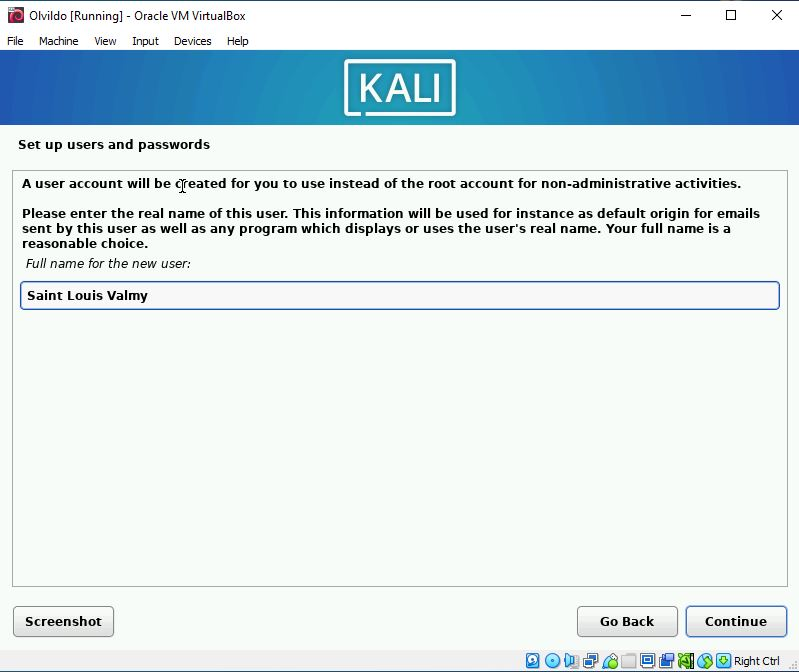 Olvildo [Running] - Oracle VM VirtualBox
File Machine View Input Devices Help
KALI
Set up users and passwords
A user account will be created for you to use instead of the root account for non-administrative activities.
Please enter the real name of this user. This information will be used for instance as default origin for emails
sent by this user as well as any program which displays or uses the user's real name. Your full name is a
reasonable choice.
Full name for the new user:
Saint Louis Valmy
Screenshot Go Back Continue
Right Ctrl